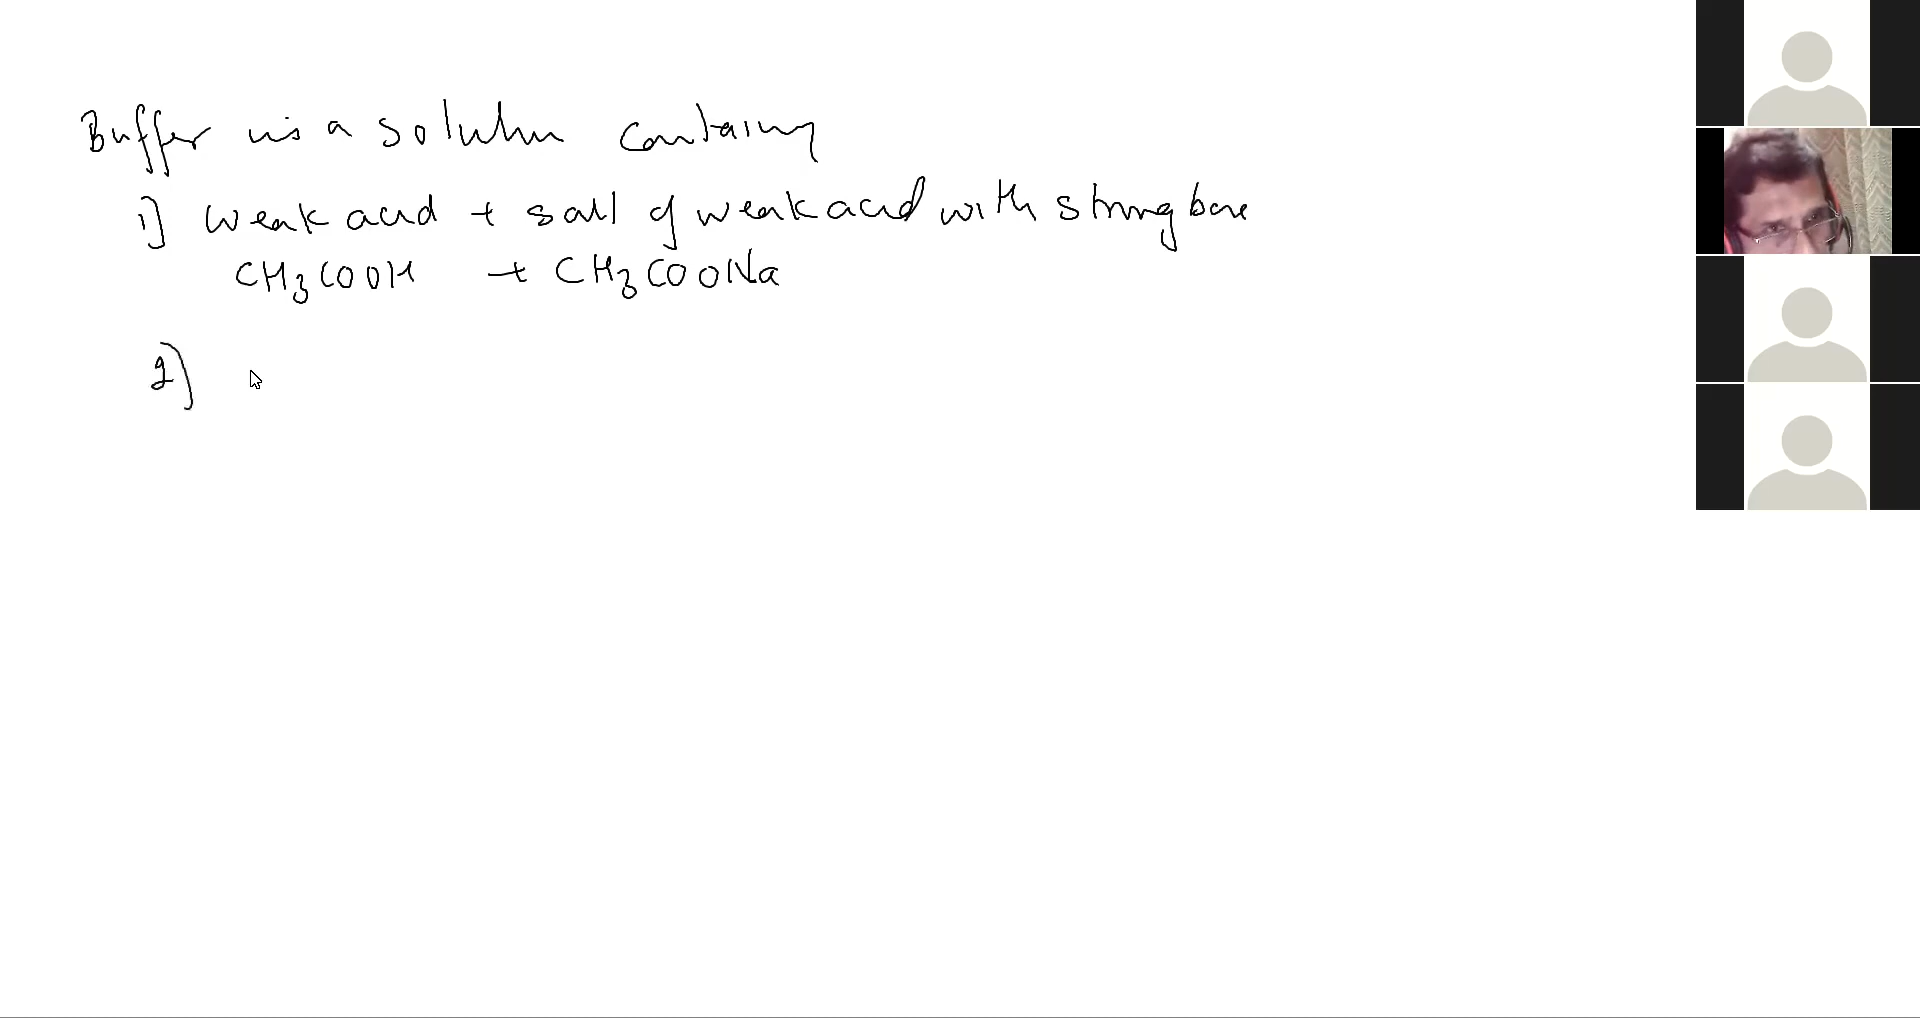 Buffer is a solution containing
1) weak acid + salt of weak acid with strong base
CH3COOH + CH3COONa
2)